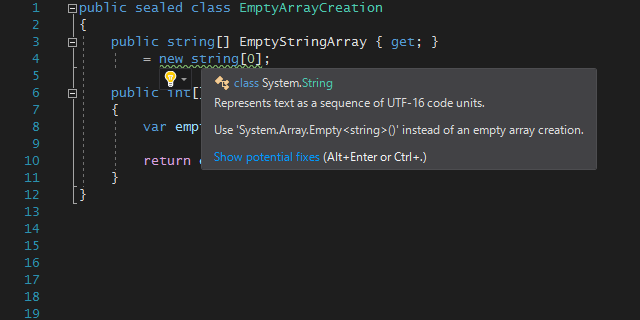 1 public sealed class EmptyArrayCreation
2 {
3 public string[] EmptyStringArray { get; }
4 = new string[0];
5
6 public int[]
7 {
8 var
9
10 return
11 }
12 }
13
14
15
16
17
18
19
class System.String
Represents text as a sequence of UTF-16 code units.
Use 'System.Array.Empty<string>()' instead of an empty array creation.
Show potential fixes (Alt+Enter or Ctrl+.)